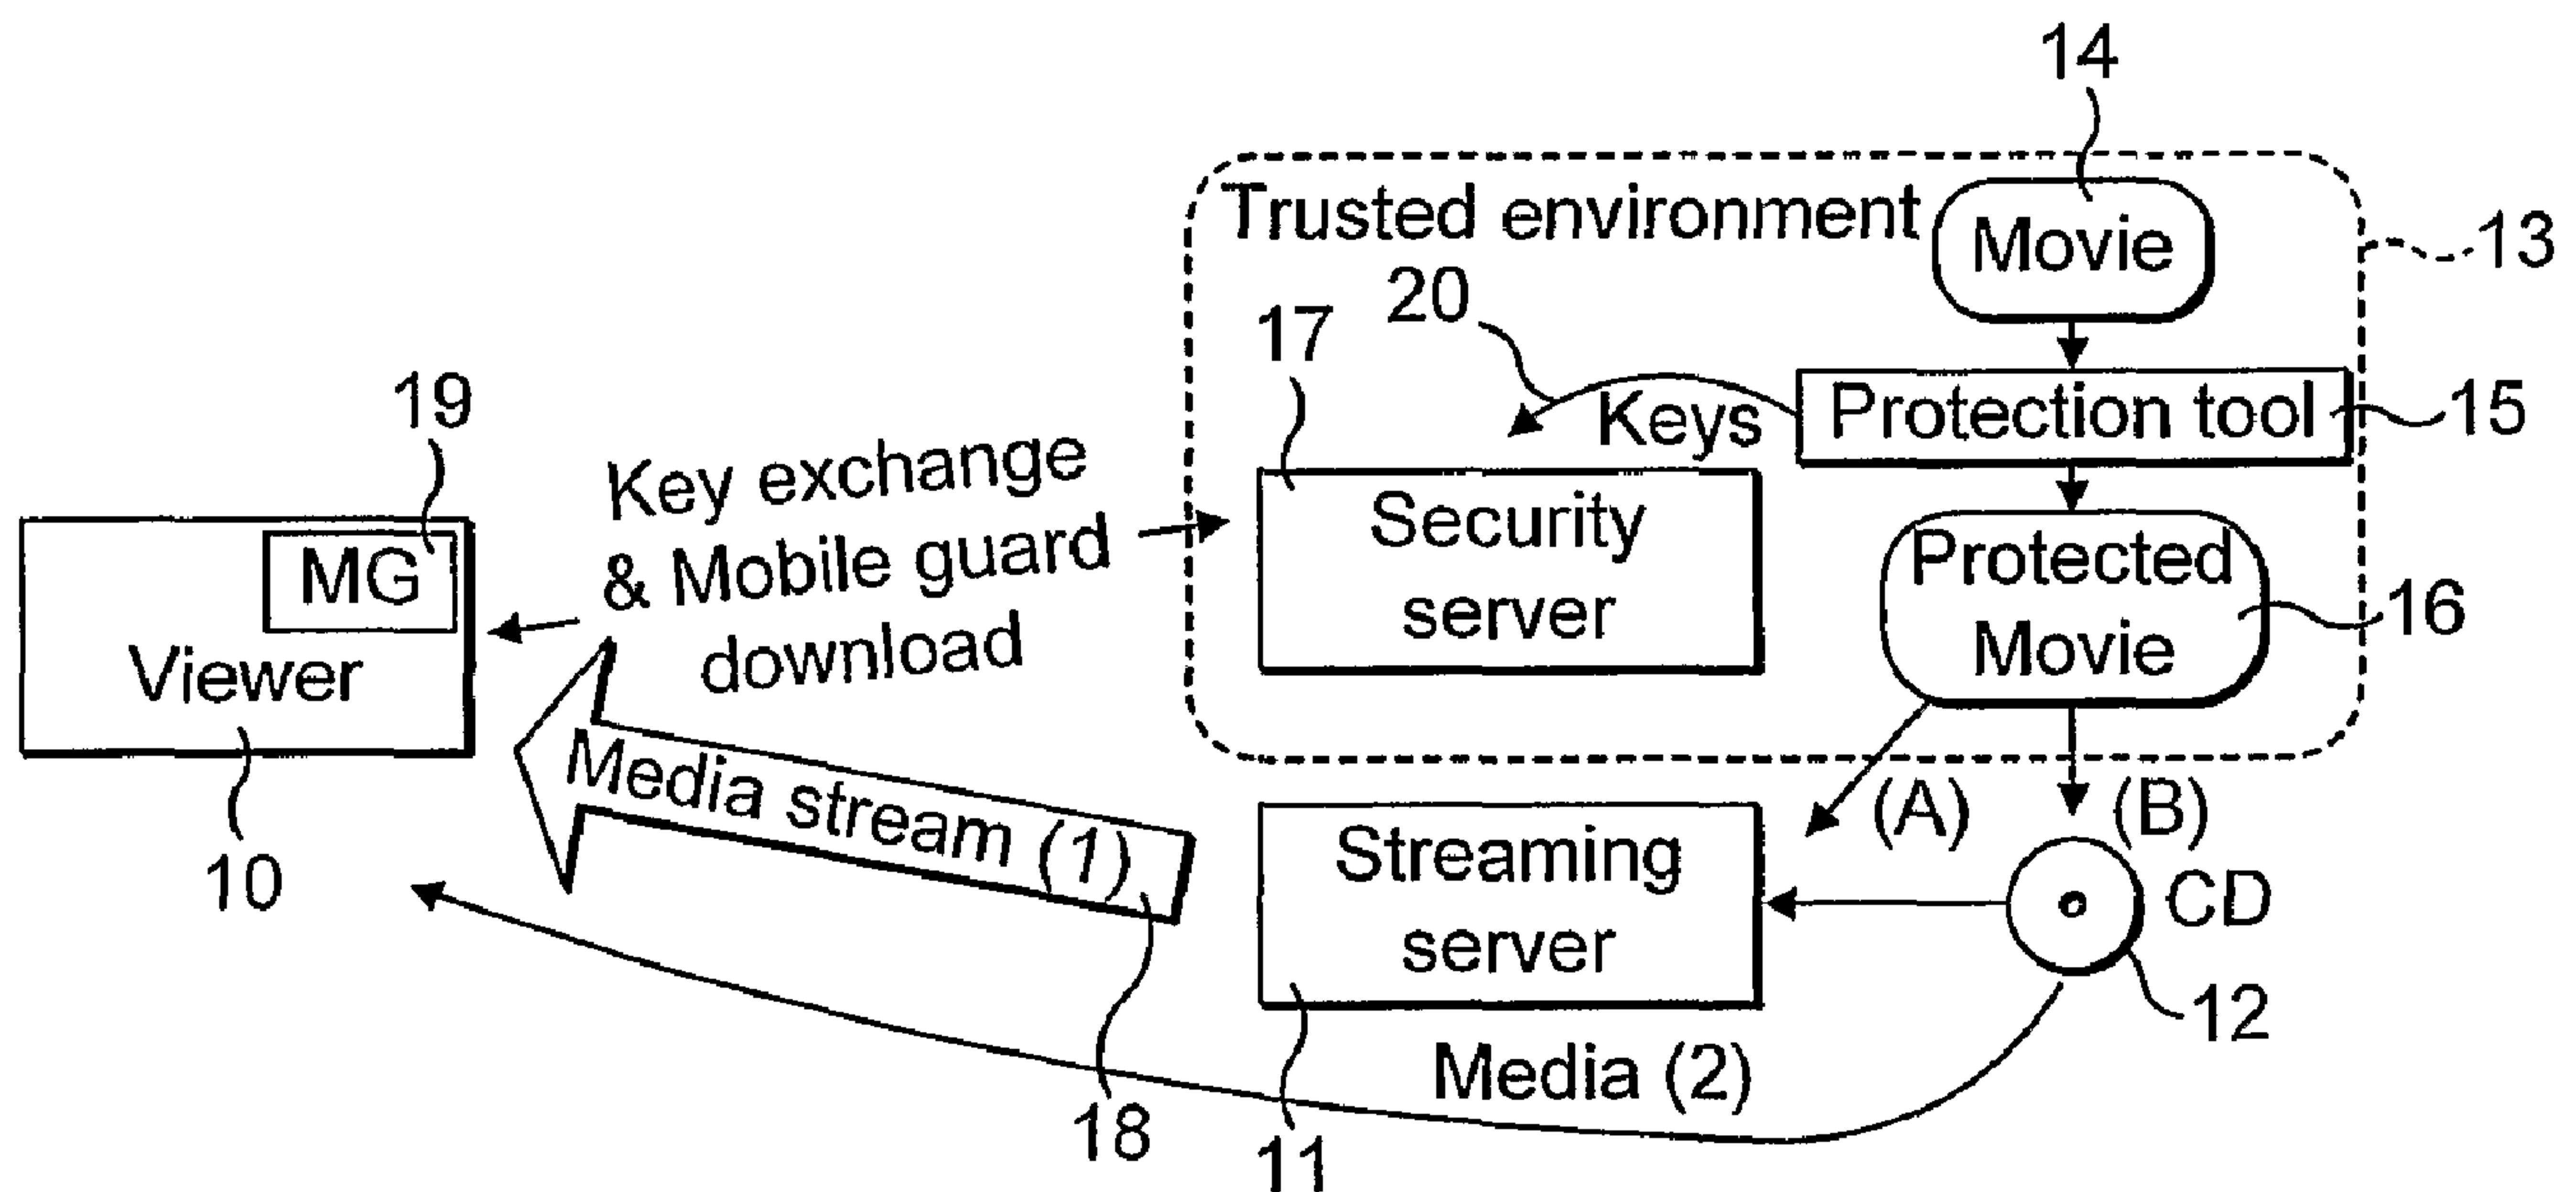 14
Trusted environment
Movie
13
20
17
Keys
Protection tool
15
19
Key exchange
& Mobile guard
download
MG
Viewer
10
Security
server
Protected
Movie
16
Media stream (1)
(A)
(B)
Streaming
server
CD
12
Media (2)
18
11